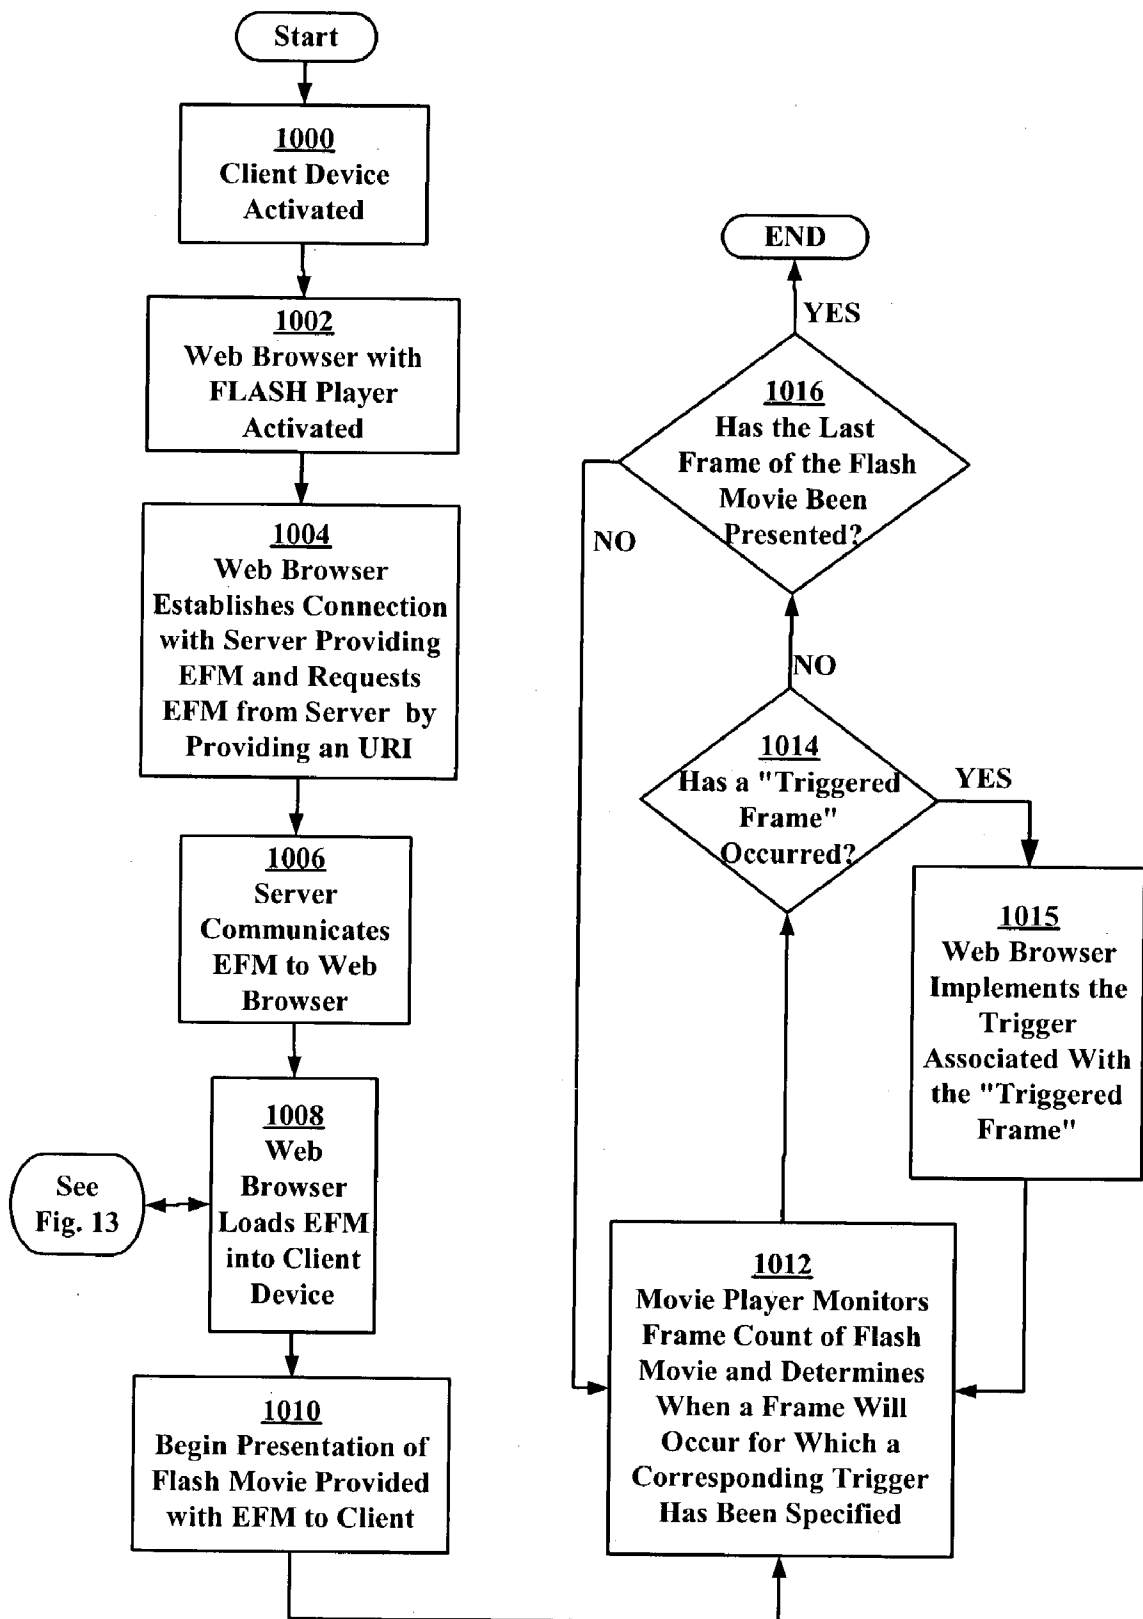 Start
1000
Client Device
Activated
1002
Web Browser with
FLASH Player
Activated
1004
Web Browser
Establishes Connection
with Server Providing
EFM and Requests
EFM from Server by
Providing an URI
1006
Server
Communicates
EFM to Web
Browser
1008
Web
Browser
Loads EFM
into Client
Device
See
Fig. 13
1010
Begin Presentation of
Flash Movie Provided
with EFM to Client
END
YES
1016
Has the Last
Frame of the Flash
Movie Been
Presented?
NO
NO
1014
Has a "Triggered
Frame"
Occurred?
YES
1015
Web Browser
Implements the
Trigger
Associated With
the "Triggered
Frame"
1012
Movie Player Monitors
Frame Count of Flash
Movie and Determines
When a Frame Will
Occur for Which a
Corresponding Trigger
Has Been Specified